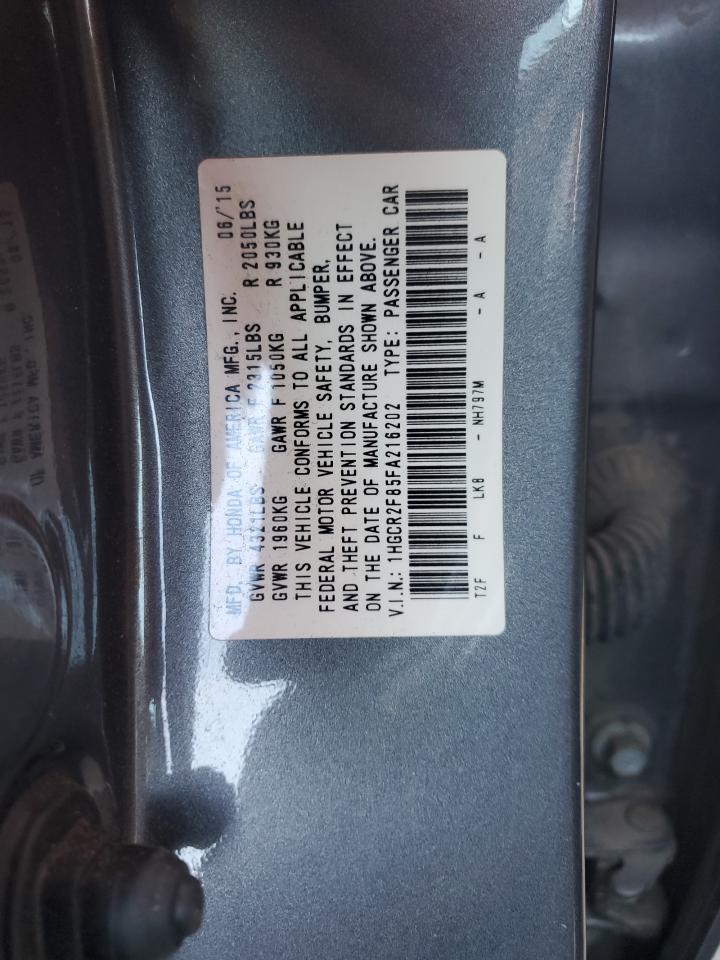 MFD. BY HONDA OF AMERICA MFG., INC. 06/'15
GVWR 4321LBS GAWR F 2315LBS R 2050LBS
GVWR 1960KG GAWR F 1050KG R 930KG
THIS VEHICLE CONFORMS TO ALL APPLICABLE
FEDERAL MOTOR VEHICLE SAFETY, BUMPER,
AND THEFT PREVENTION STANDARDS IN EFFECT
ON THE DATE OF MANUFACTURE SHOWN ABOVE.
V.I.N.: 1HGCR2F85FA216202 TYPE: PASSENGER CAR
T2F F LK8 - NH797M - A - A